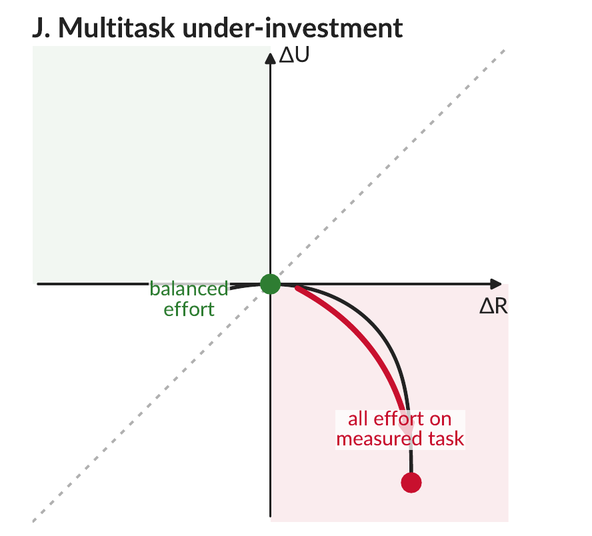 J. Multitask under-investment
ΔU
balanced
effort
ΔR
all effort on
measured task